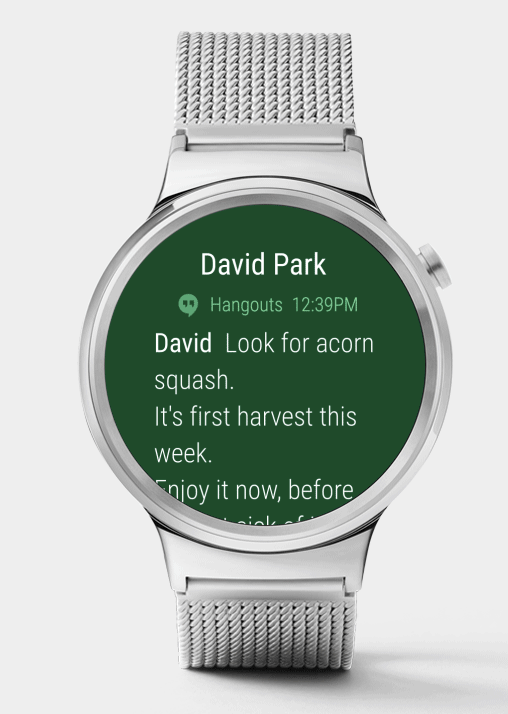 David Park
Hangouts 12:39PM
David Look for acorn
squash.
It's first harvest this
week.
Enjoy it now, before